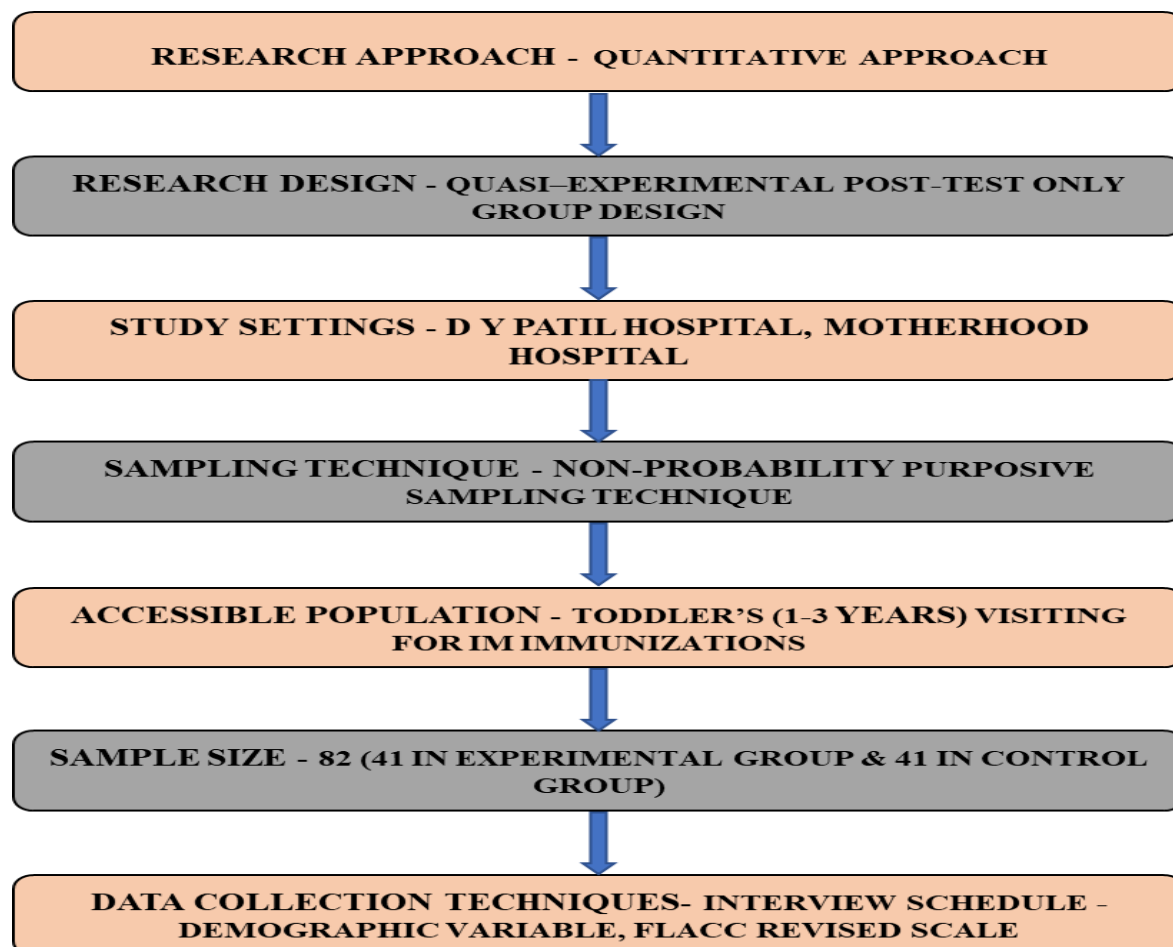 RESEARCH APPROACH - QUANTITATIVE APPROACH
RESEARCH DESIGN - QUASI–EXPERIMENTAL POST-TEST ONLY
GROUP DESIGN
STUDY SETTINGS - D Y PATIL HOSPITAL, MOTHERHOOD
HOSPITAL
SAMPLING TECHNIQUE - NON-PROBABILITY PURPOSIVE
SAMPLING TECHNIQUE
ACCESSIBLE POPULATION - TODDLER'S (1-3 YEARS) VISITING
FOR IM IMMUNIZATIONS
SAMPLE SIZE - 82 (41 IN EXPERIMENTAL GROUP & 41 IN CONTROL
GROUP)
DATA COLLECTION TECHNIQUES- INTERVIEW SCHEDULE -
DEMOGRAPHIC VARIABLE, FLACC REVISED SCALE